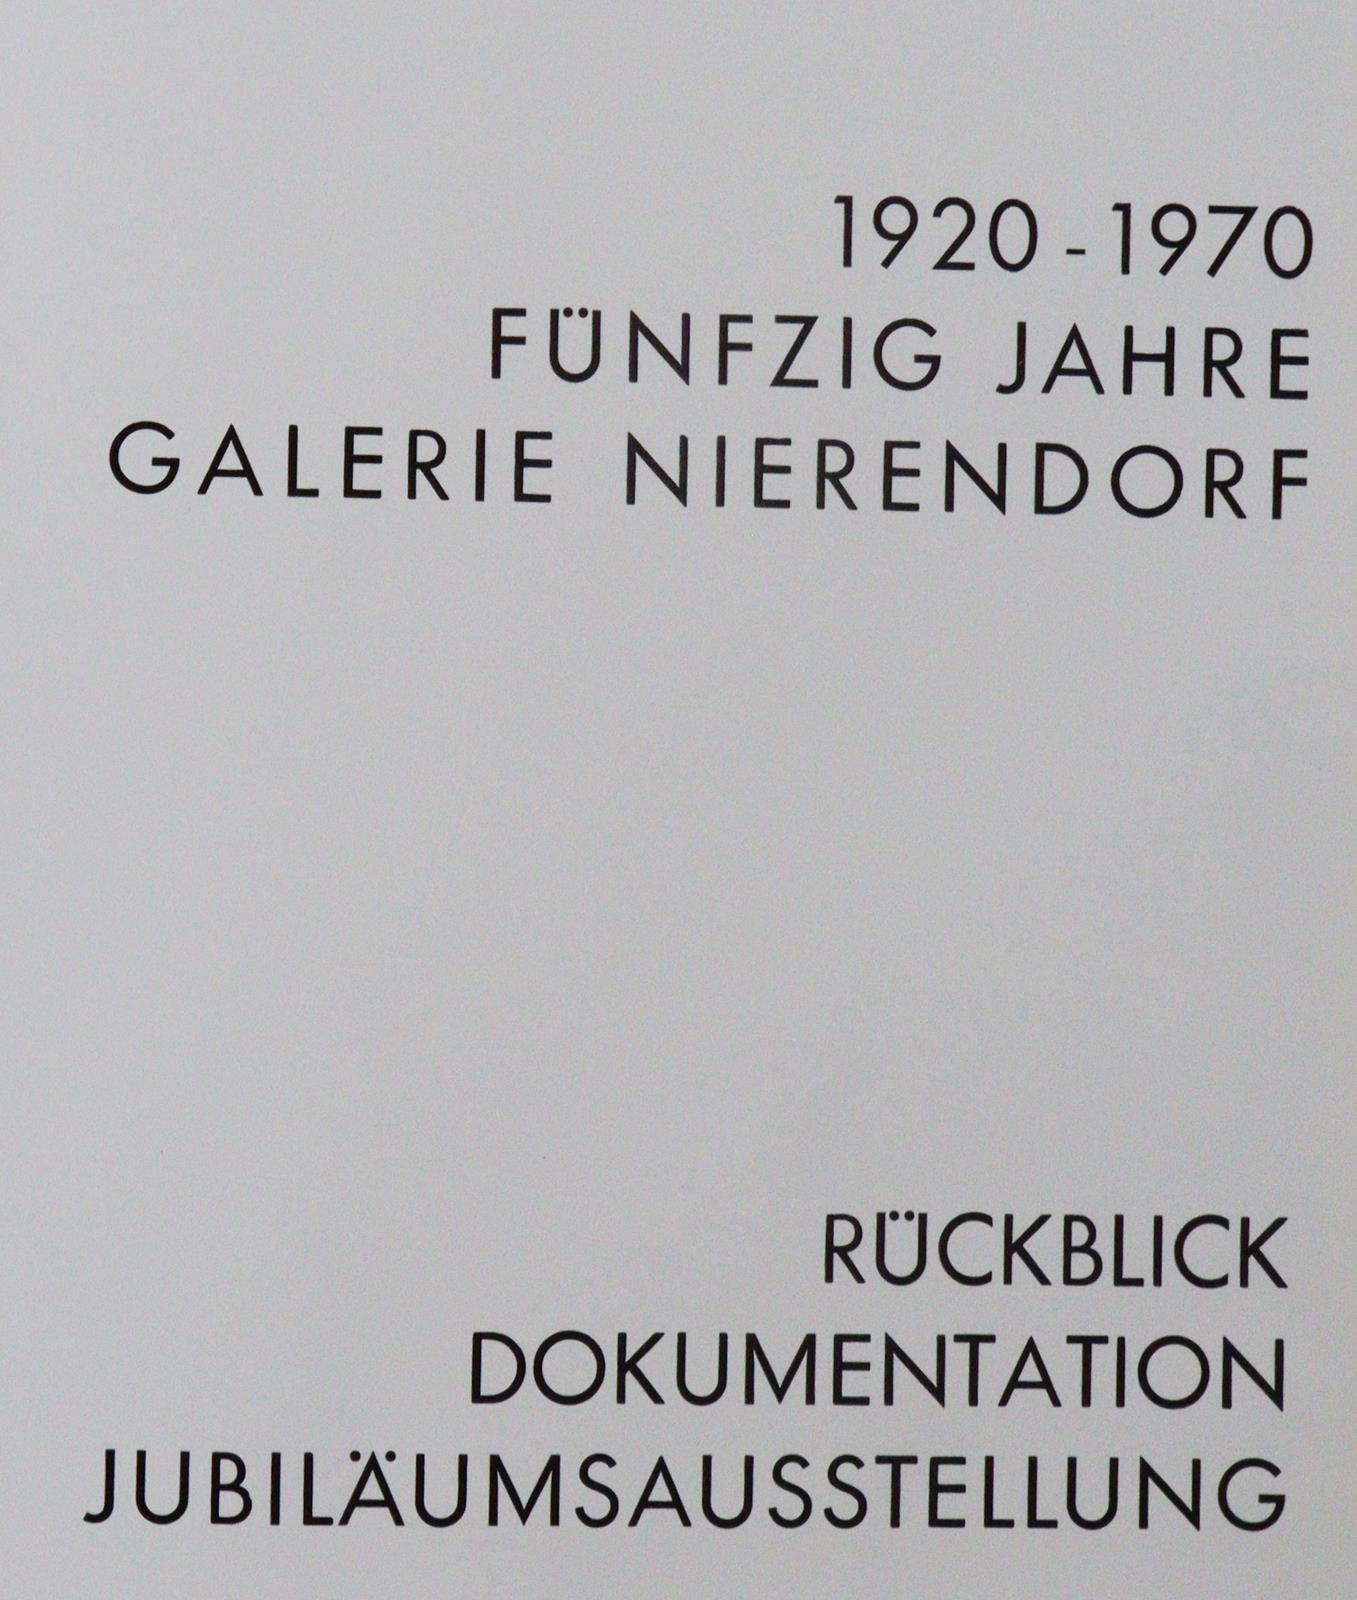 1920 - 1970
FÜNFZIG JAHRE
GALERIE NIERENDORF
RÜCKBLICK
DOKUMENTATION
JUBILÄUMSAUSSTELLUNG